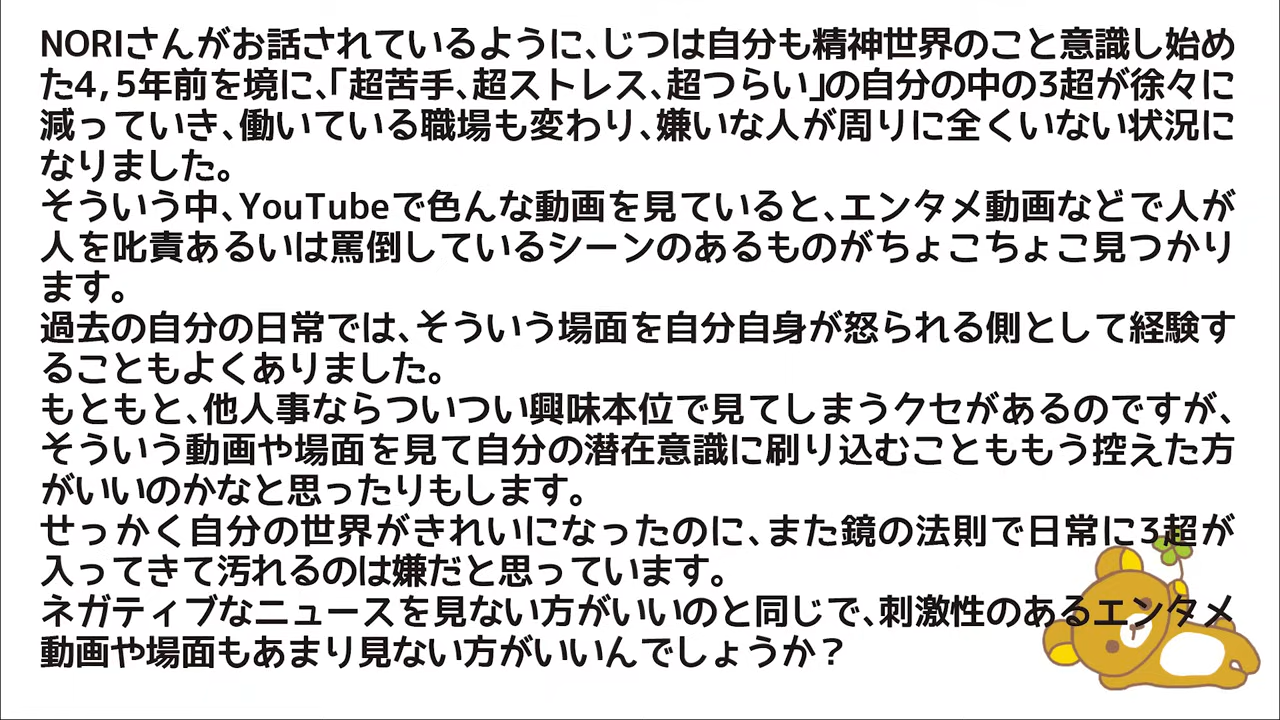 NORIさんがお話されているように、じつは自分も精神世界のこと意識し始め
た4,5年前を境に、「超苦手、超ストレス、超つらい」の自分の中の3超が徐々に
減っていき、働いている職場も変わり、嫌いな人が周りに全くいない状況に
なりました。
そういう中、YouTubeで色んな動画を見ていると、エンタメ動画などで人が
人を叱責あるいは罵倒しているシーンのあるものがちょこちょこ見つかり
ます。
過去の自分の日常では、そういう場面を自分自身が怒られる側として経験す
ることもよくありました。
もともと、他人事ならついつい興味本位で見てしまうクセがあるのですが、
そういう動画や場面を見て自分の潜在意識に刷り込むことももう控えた方
がいいのかなと思ったりもします。
せっかく自分の世界がきれいになったのに、また鏡の法則で日常に3超が
入ってきて汚れるのは嫌だと思っています。
ネガティブなニュースを見ない方がいいのと同じで、刺激性のあるエンタメ
動画や場面もあまり見ない方がいいんでしょうか？